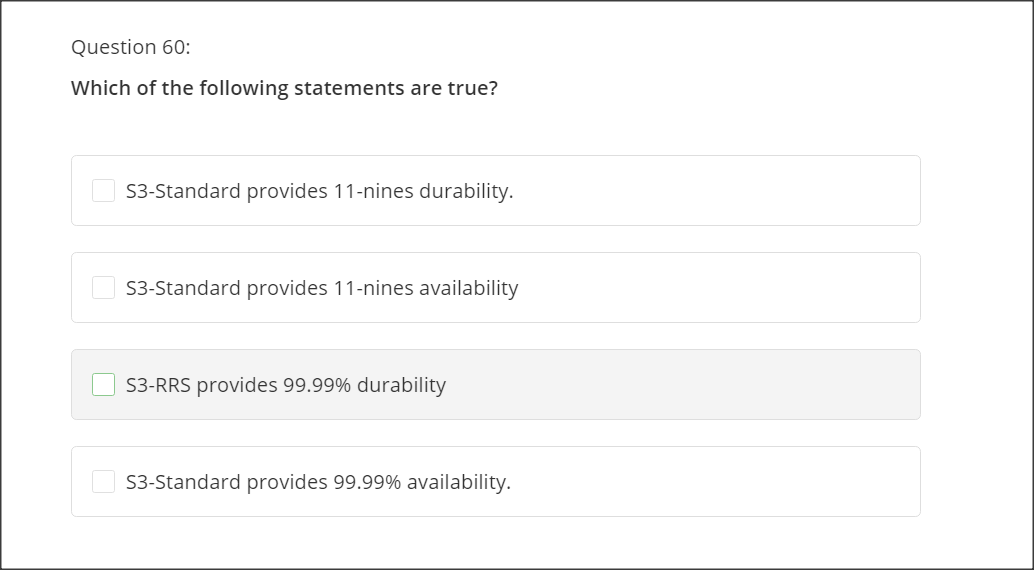 Question 60:
Which of the following statements are true?
S3-Standard provides 11-nines durability.
S3-Standard provides 11-nines availability
S3-RRS provides 99.99% durability
S3-Standard provides 99.99% availability.